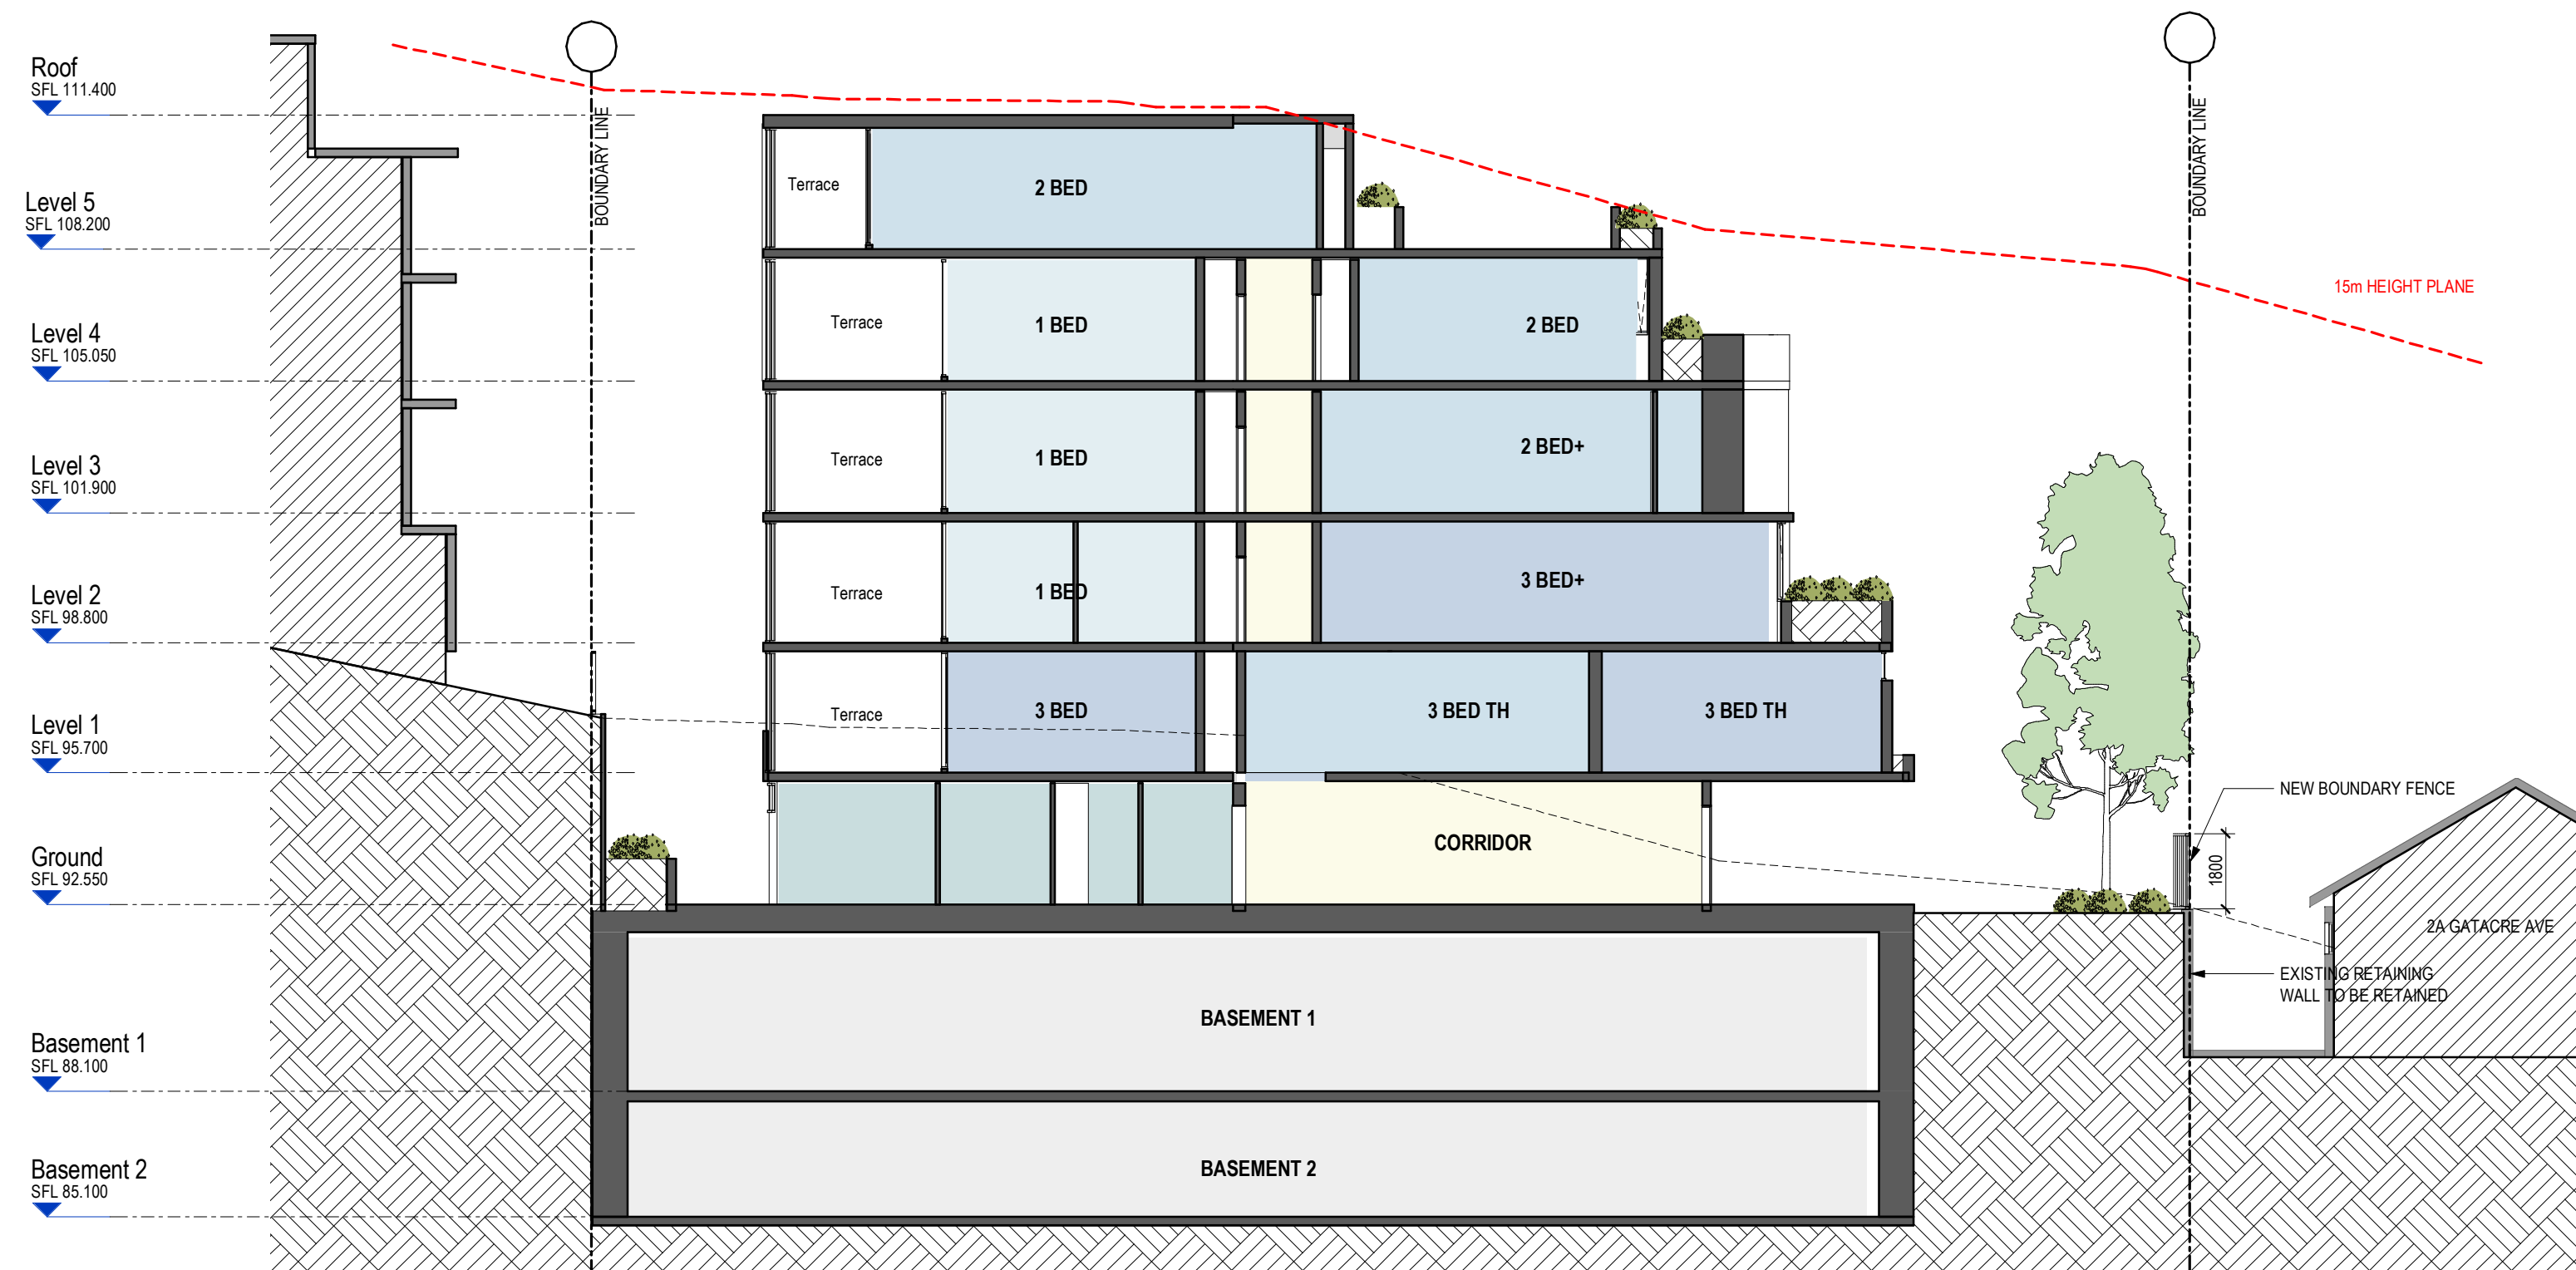 Roof
SFL 111.400
Level 5
SFL 108.200
Level 4
SFL 105.050
Level 3
SFL 101.900
Level 2
SFL 98.800
Level 1
SFL 95.700
Ground
SFL 92.550
Basement 1
SFL 88.100
Basement 2
SFL 85.100
BOUNDARY LINE
BOUNDARY LINE
15m HEIGHT PLANE
Terrace
2 BED
Terrace
1 BED
2 BED
Terrace
1 BED
2 BED+
Terrace
1 BED
3 BED+
Terrace
3 BED
3 BED TH
3 BED TH
CORRIDOR
BASEMENT 1
BASEMENT 2
NEW BOUNDARY FENCE
1800
2A GATACRE AVE
EXISTING RETAINING
WALL TO BE RETAINED